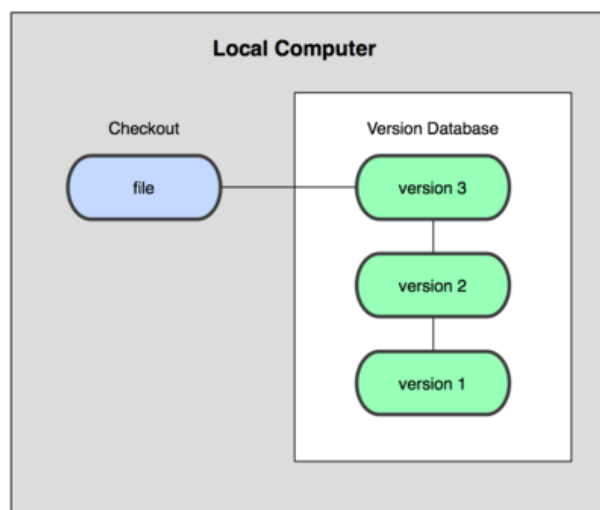 Local Computer
Checkout
Version Database
file
version 3
version 2
version 1